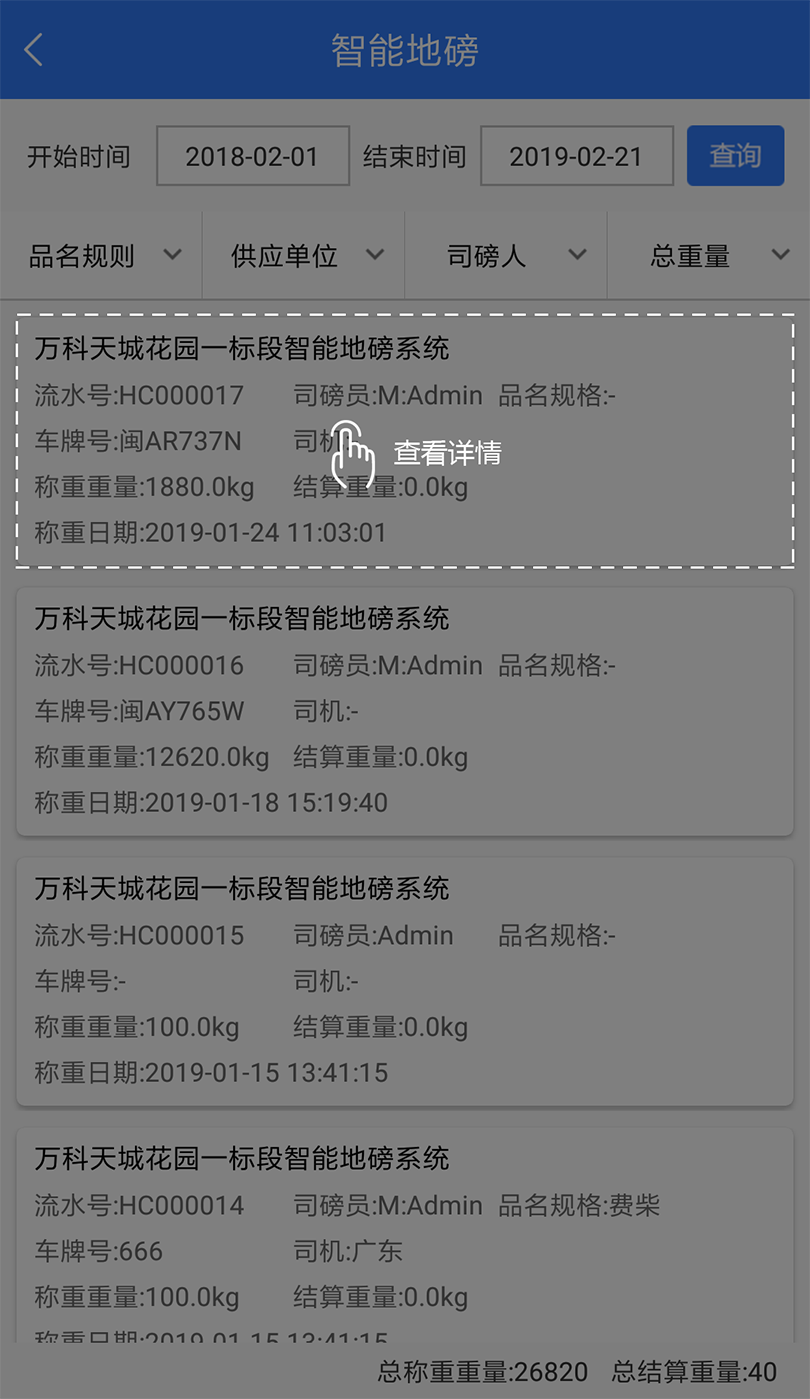 智能地磅
开始时间 2018-02-01 结束时间 2019-02-21 查询
品名规则 供应单位 司磅人 总重量
万科天城花园一标段智能地磅系统
流水号:HC000017 司磅员:M:Admin 品名规格:-
车牌号:闽AR737N 司机:-
查看详情
称重重量:1880.0kg 结算重量:0.0kg
称重日期:2019-01-24 11:03:01
万科天城花园一标段智能地磅系统
流水号:HC000016 司磅员:M:Admin 品名规格:-
车牌号:闽AY765W 司机:-
称重重量:12620.0kg 结算重量:0.0kg
称重日期:2019-01-18 15:19:40
万科天城花园一标段智能地磅系统
流水号:HC000015 司磅员:Admin 品名规格:-
车牌号:- 司机:-
称重重量:100.0kg 结算重量:0.0kg
称重日期:2019-01-15 13:41:15
万科天城花园一标段智能地磅系统
流水号:HC000014 司磅员:M:Admin 品名规格:费柴
车牌号:666 司机:广东
称重重量:100.0kg 结算重量:0.0kg
称重日期:2019-01-15 13:41:15
总称重重量:26820 总结算重量:40